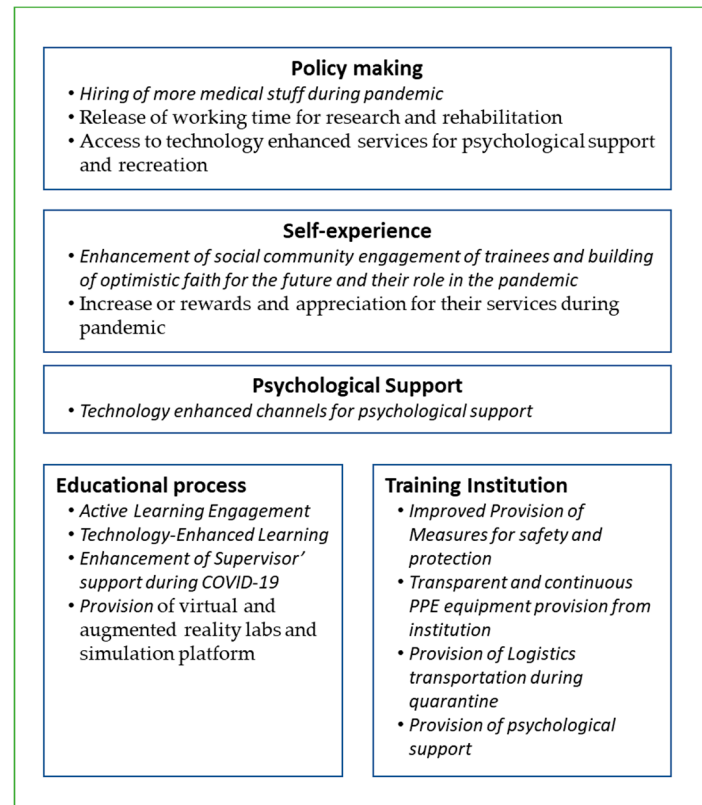 Policy making
• Hiring of more medical stuff during pandemic
• Release of working time for research and rehabilitation
• Access to technology enhanced services for psychological support
and recreation
Self-experience
• Enhancement of social community engagement of trainees and building
of optimistic faith for the future and their role in the pandemic
• Increase or rewards and appreciation for their services during
pandemic
Psychological Support
• Technology enhanced channels for psychological support
Educational process
• Active Learning Engagement
• Technology-Enhanced Learning
• Enhancement of Supervisor’
support during COVID-19
• Provision of virtual and
augmented reality labs and
simulation platform
Training Institution
• Improved Provision of
Measures for safety and
protection
• Transparent and continuous
PPE equipment provision from
institution
• Provision of Logistics
transportation during
quarantine
• Provision of psychological
support